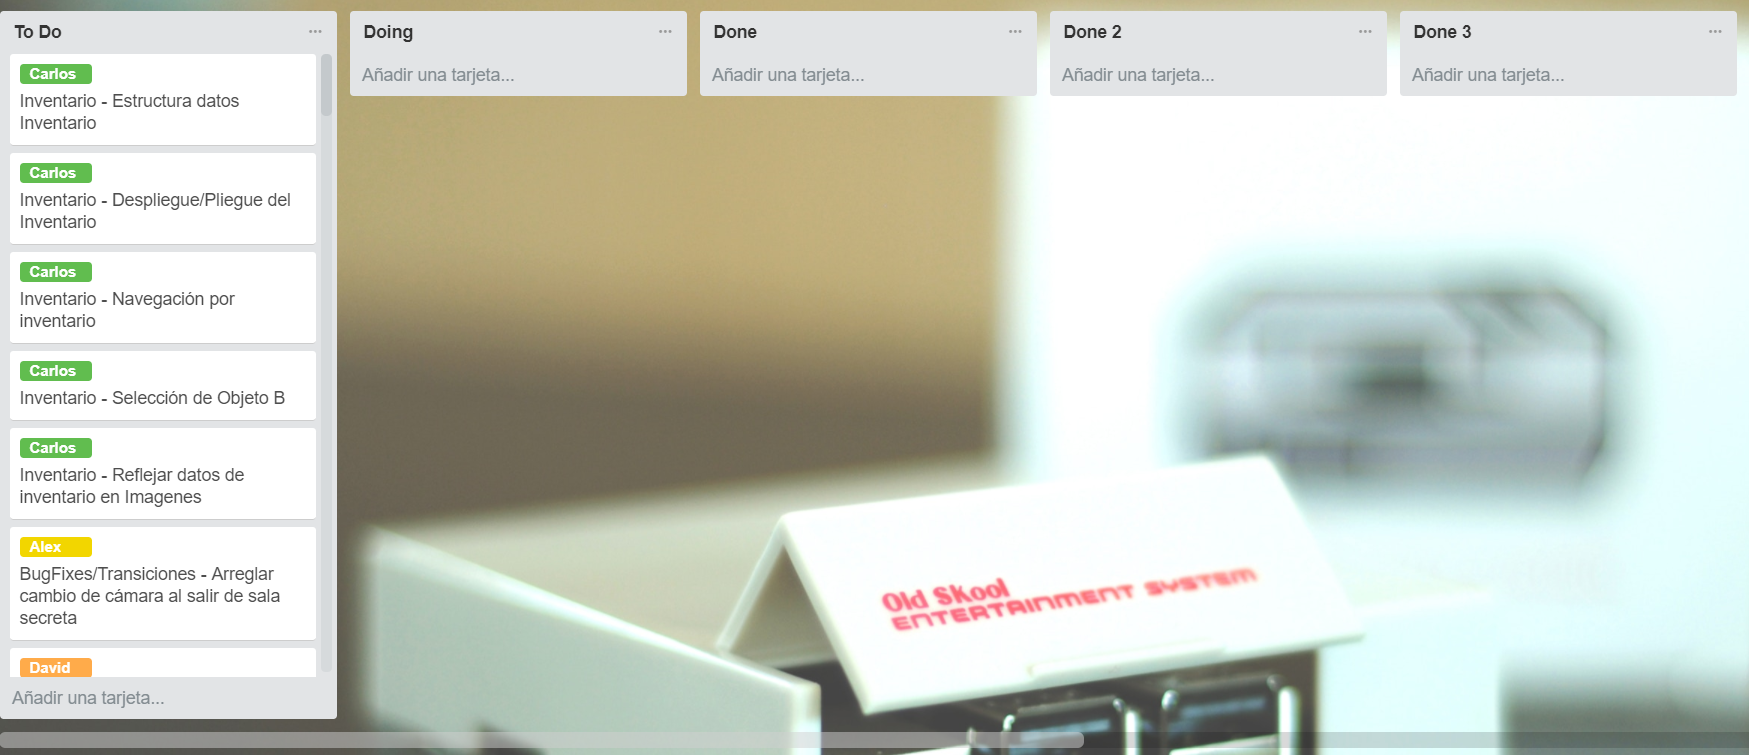 To Do
Carlos
Inventario - Estructura datos
Inventario
Carlos
Inventario - Despliegue/Pliegue del
Inventario
Carlos
Inventario - Navegación por
inventario
Carlos
Inventario - Selección de Objeto B
Carlos
Inventario - Reflejar datos de
inventario en Imagenes
Alex
BugFixes/Transiciones - Arreglar
cambio de cámara al salir de sala
secreta
David
Añadir una tarjeta...
Doing
Añadir una tarjeta...
Done
Añadir una tarjeta...
Done 2
Añadir una tarjeta...
Done 3
Añadir una tarjeta...
Old SKool
ENTERTAINMENT SYSTEM